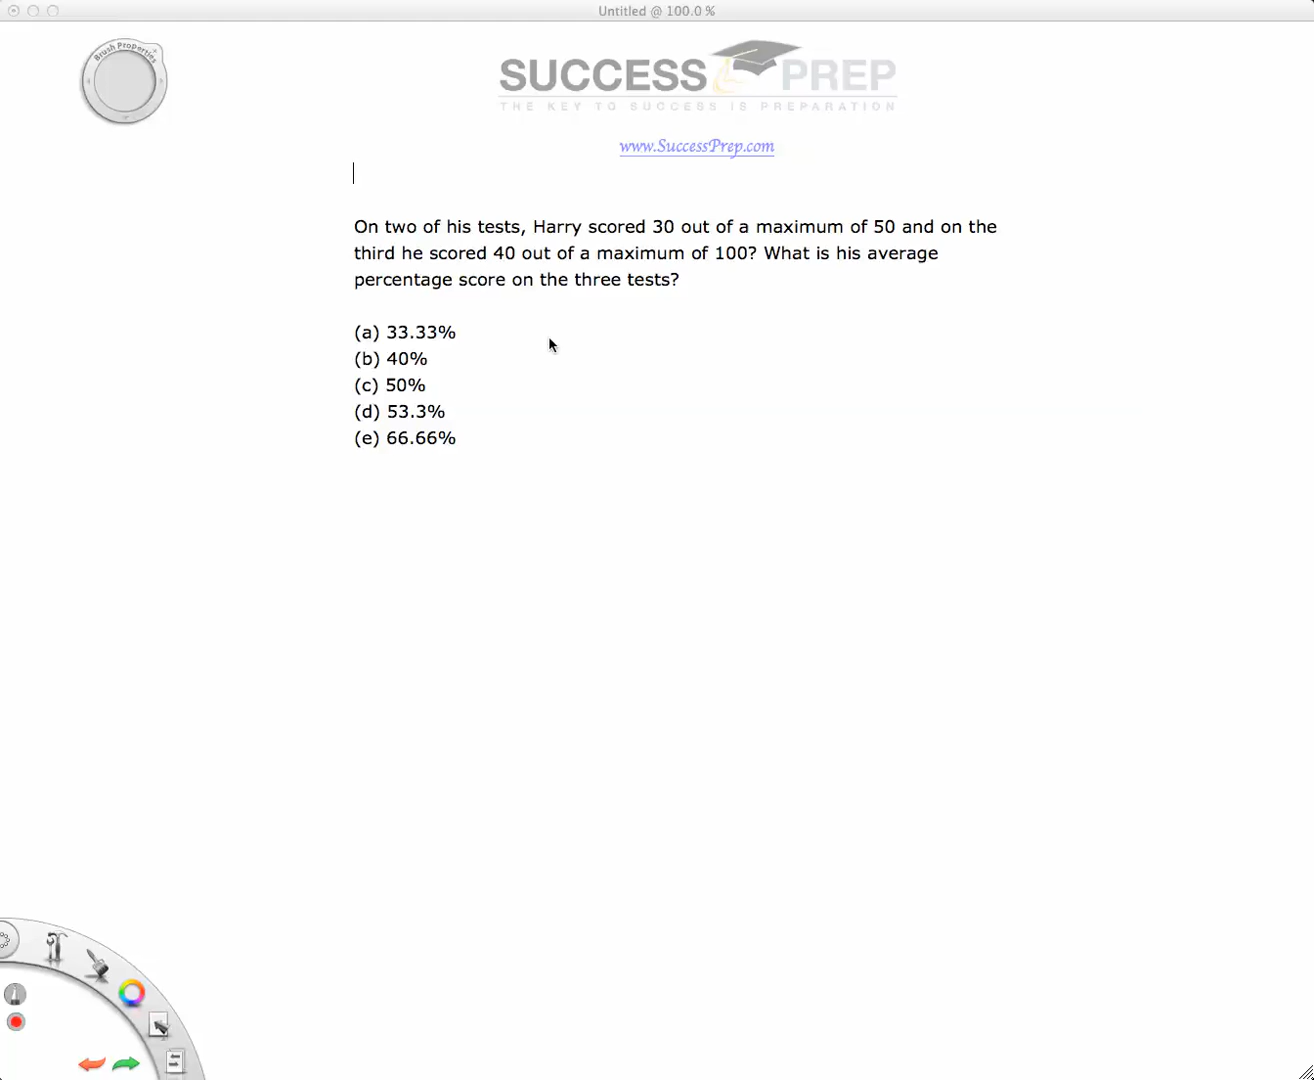 Untitled @ 100.0 %
Brush Properties
SUCCESS PREP
THE KEY TO SUCCESS IS PREPARATION
www.SuccessPrep.com
On two of his tests, Harry scored 30 out of a maximum of 50 and on the
third he scored 40 out of a maximum of 100? What is his average
percentage score on the three tests?
(a) 33.33%
(b) 40%
(c) 50%
(d) 53.3%
(e) 66.66%